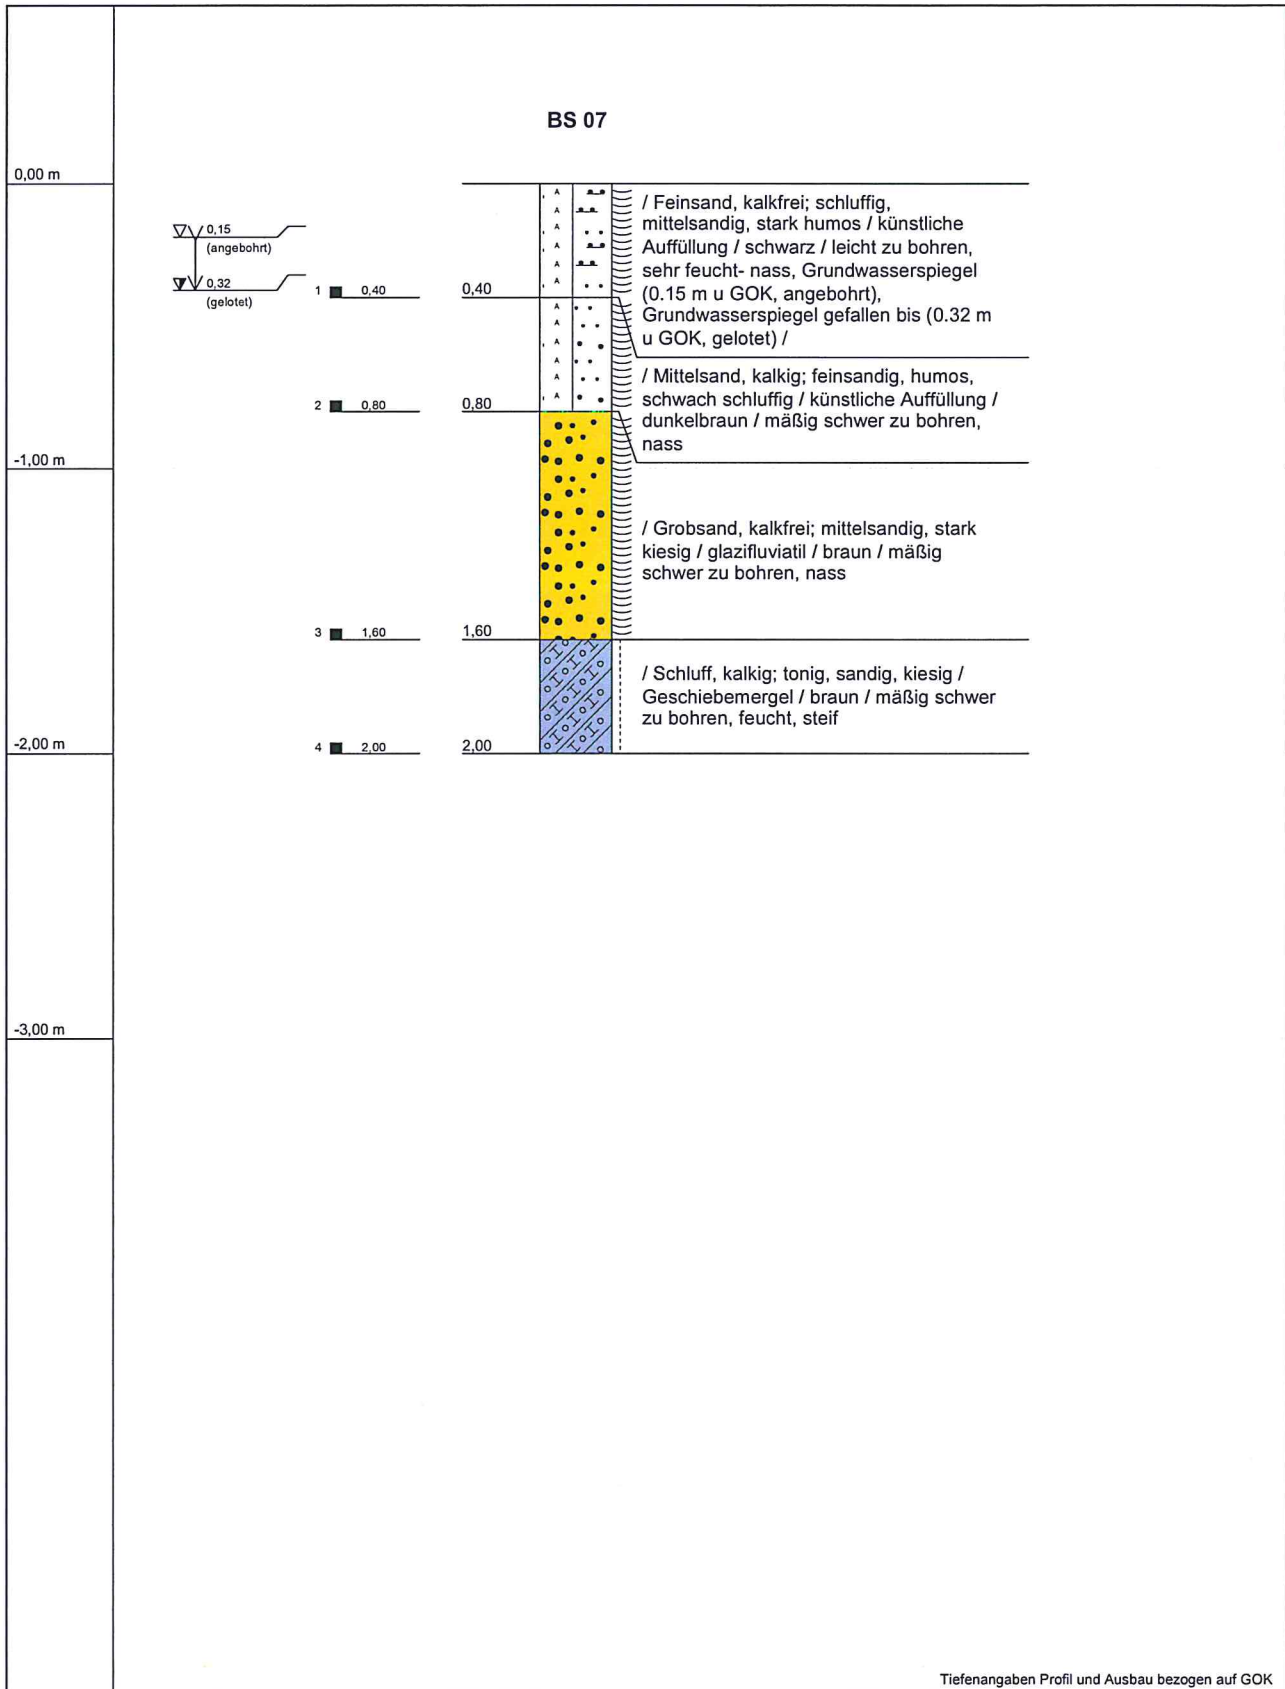 BS 07
0,00 m
0,15
(angebohrt)
0,32
(gelotet)
1 0,40
0,40
/ Feinsand, kalkfrei; schluffig,
mittelsandig, stark humos / künstliche
Auffüllung / schwarz / leicht zu bohren,
sehr feucht- nass, Grundwasserspiegel
(0.15 m u GOK, angebohrt),
Grundwasserspiegel gefallen bis (0.32 m
u GOK, gelotet) /
A
A
A
A
A
A
A
A
A
A
A
A
2 0,80
0,80
/ Mittelsand, kalkig; feinsandig, humos,
schwach schluffig / künstliche Auffüllung /
dunkelbraun / mäßig schwer zu bohren,
nass
-1,00 m
/ Grobsand, kalkfrei; mittelsandig, stark
kiesig / glazifluviatil / braun / mäßig
schwer zu bohren, nass
3 1,60
1,60
/ Schluff, kalkig; tonig, sandig, kiesig /
Geschiebemergel / braun / mäßig schwer
zu bohren, feucht, steif
-2,00 m
4 2,00
2,00
-3,00 m
Tiefenangaben Profil und Ausbau bezogen auf GOK